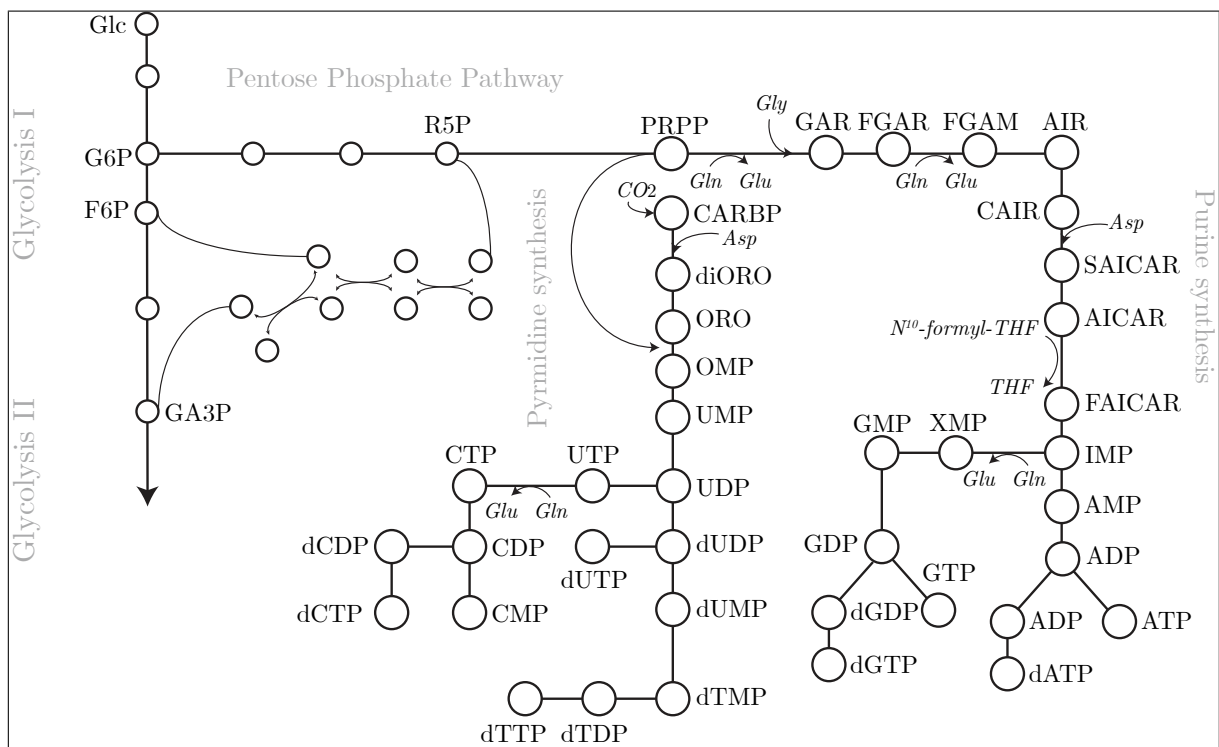 Glc
Pentose Phosphate Pathway
Glycolysis I
G6P
R5P
PRPP
Gly
GAR
FGAR
FGAM
AIR
Gln
Glu
Gln
Glu
F6P
CO2
CARBP
CAIR
Asp
Asp
diORO
SAICAR
Pyrmidine synthesis
Purine synthesis
ORO
N¹⁰-formyl-THF
AICAR
OMP
THF
GA3P
UMP
FAICAR
Glycolysis II
GMP
XMP
CTP
UTP
IMP
UDP
Glu
Gln
Glu
Gln
AMP
dCDP
CDP
dUDP
GDP
ADP
dUTP
GTP
dCTP
CMP
dUMP
dGDP
ADP
ATP
dGTP
dATP
dTMP
dTTP
dTDP